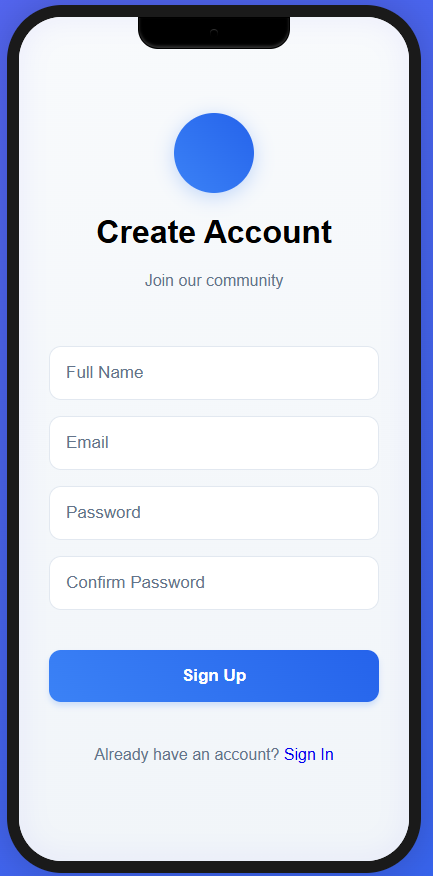 Create Account
Join our community
Full Name
Email
Password
Confirm Password
Sign Up
Already have an account? Sign In